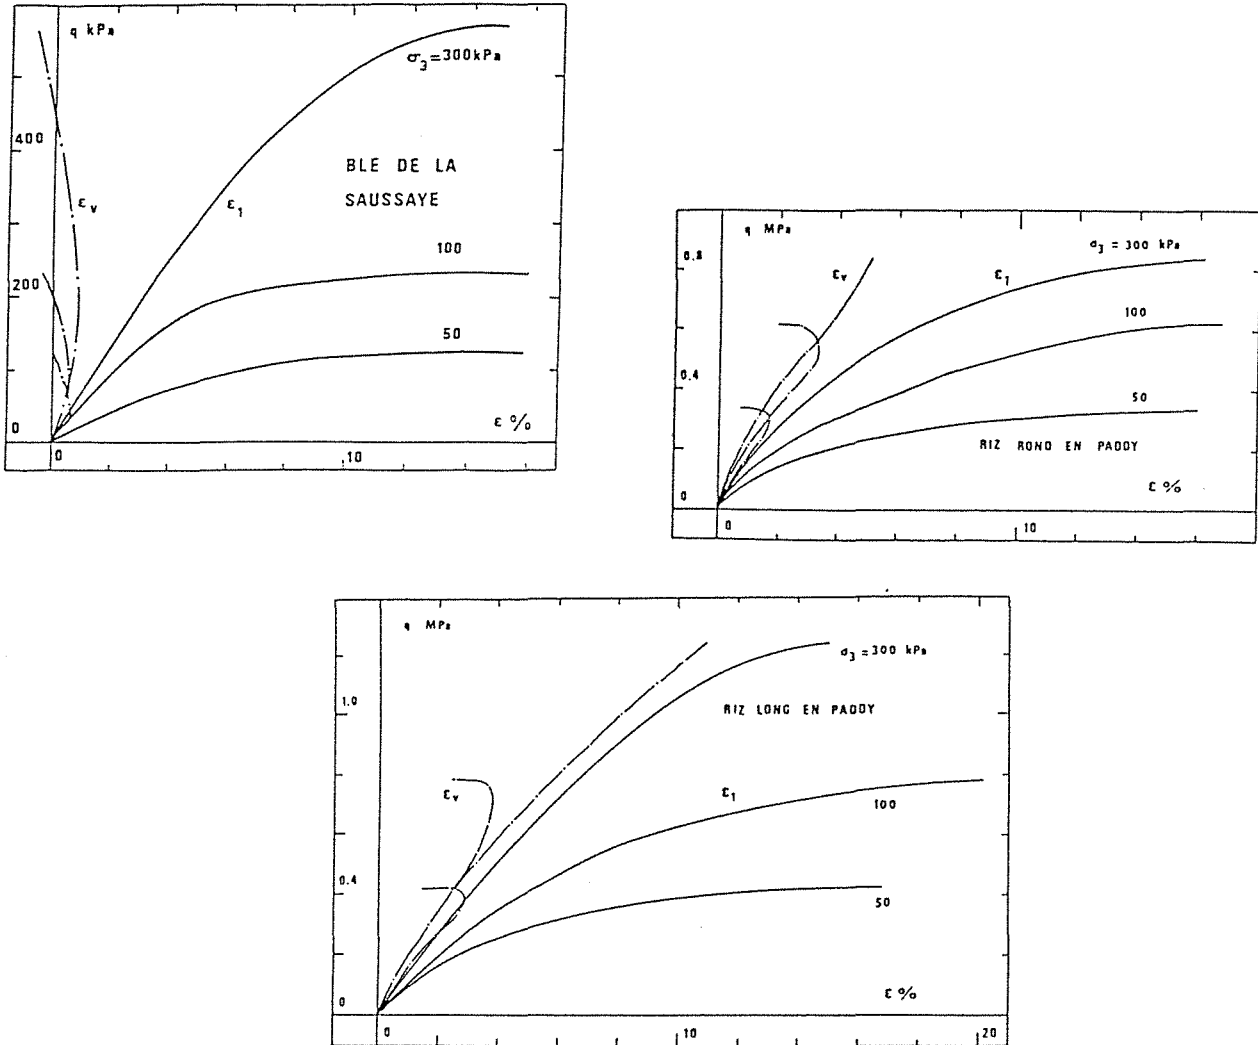 q kPa
σ3=300kPa
400
BLE DE LA
SAUSSAYE
εv
ε1
100
200
50
0
ε %
0
10
q MPa
σ3 = 300 kPa
0.8
εv
ε1
100
0.4
50
RIZ ROND EN PADDY
0
ε %
0
10
q MPa
σ3 = 300 kPa
1.0
RIZ LONG EN PADDY
εv
ε1
100
0.4
50
0
ε %
0
10
20